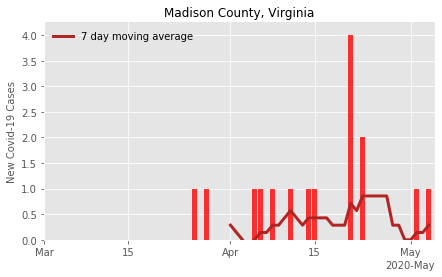 Madison County, Virginia
7 day moving average
New Covid-19 Cases
4.0
3.5
3.0
2.5
2.0
1.5
1.0
0.5
0.0
Mar
15
Apr
15
May
2020-May